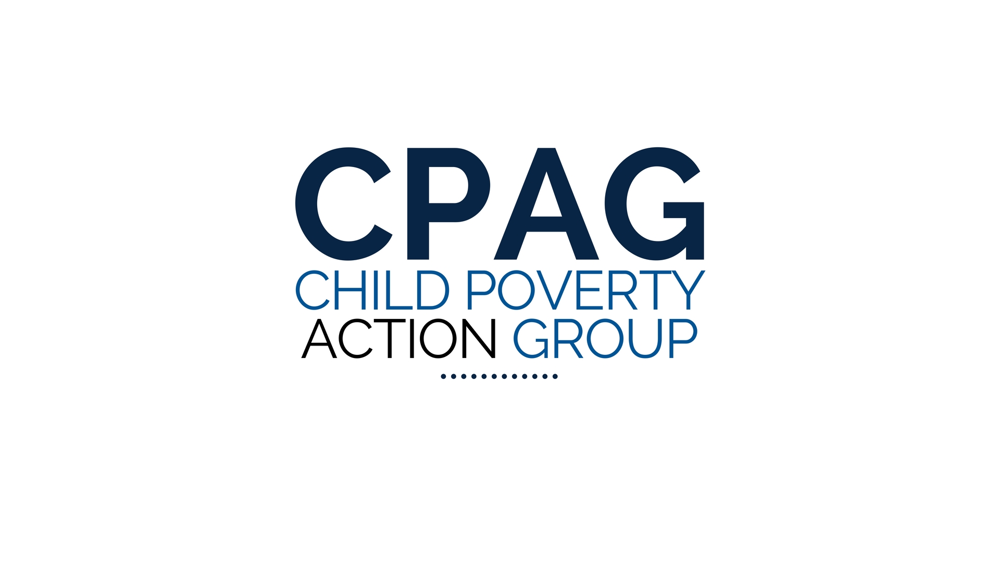 CPAG
CHILD POVERTY
ACTION GROUP